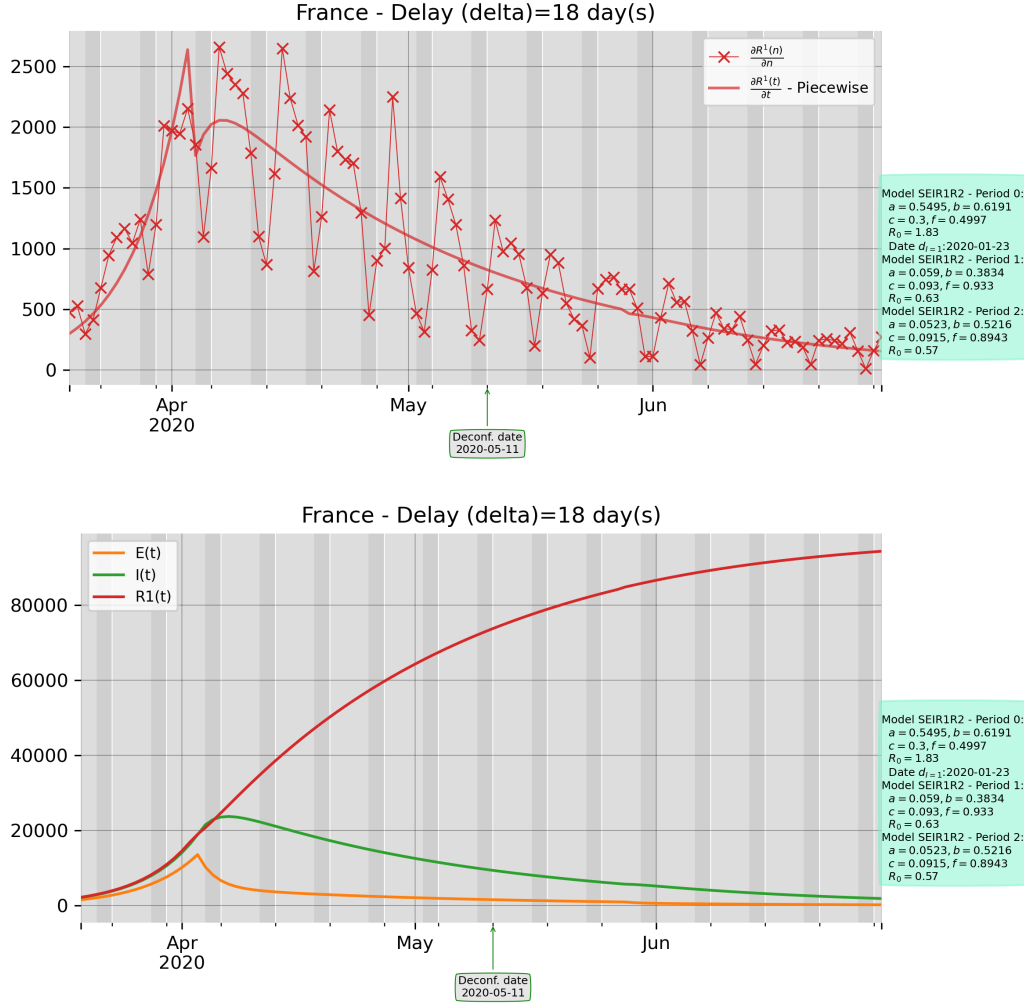 France - Delay (delta)=18 day(s)
2500
2000
1500
1000
500
0
∂R¹(n)/∂n
∂R¹(t)/∂t - Piecewise
Apr
2020
May
Jun
Deconf. date
2020-05-11
Model SEIR1R2 - Period 0:
a = 0.5495, b = 0.6191
c = 0.3, f = 0.4997
R₀ = 1.83
Date d_{I=1}:2020-01-23
Model SEIR1R2 - Period 1:
a = 0.059, b = 0.3834
c = 0.093, f = 0.933
R₀ = 0.63
Model SEIR1R2 - Period 2:
a = 0.0523, b = 0.5216
c = 0.0915, f = 0.8943
R₀ = 0.57
France - Delay (delta)=18 day(s)
E(t)
I(t)
R1(t)
80000
60000
40000
20000
0
Apr
2020
May
Jun
Deconf. date
2020-05-11
Model SEIR1R2 - Period 0:
a = 0.5495, b = 0.6191
c = 0.3, f = 0.4997
R₀ = 1.83
Date d_{I=1}:2020-01-23
Model SEIR1R2 - Period 1:
a = 0.059, b = 0.3834
c = 0.093, f = 0.933
R₀ = 0.63
Model SEIR1R2 - Period 2:
a = 0.0523, b = 0.5216
c = 0.0915, f = 0.8943
R₀ = 0.57